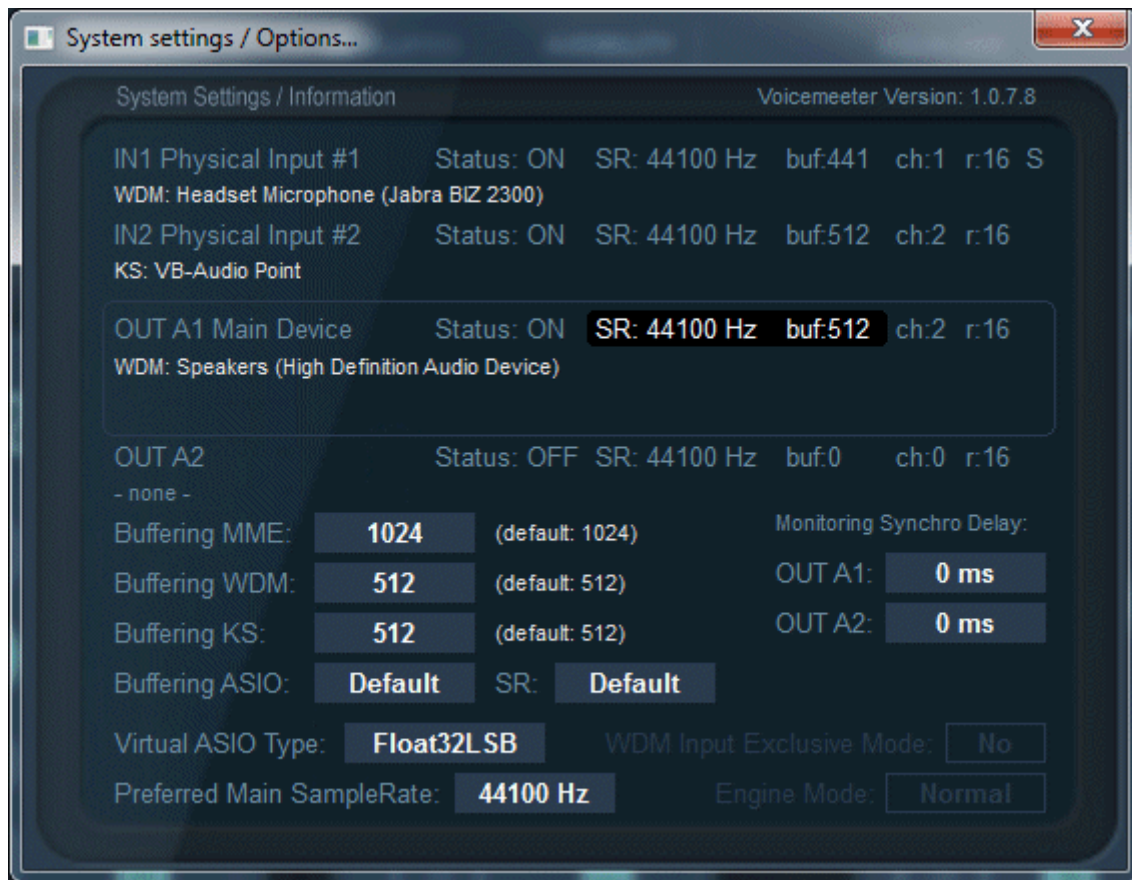 System settings / Options...
System Settings / Information Voicemeeter Version: 1.0.7.8
IN1 Physical Input #1 Status: ON SR: 44100 Hz buf:441 ch:1 r:16 S
WDM: Headset Microphone (Jabra BIZ 2300)
IN2 Physical Input #2 Status: ON SR: 44100 Hz buf:512 ch:2 r:16
KS: VB-Audio Point
OUT A1 Main Device Status: ON SR: 44100 Hz buf:512 ch:2 r:16
WDM: Speakers (High Definition Audio Device)
OUT A2 Status: OFF SR: 44100 Hz buf:0 ch:0 r:16
- none -
Buffering MME: 1024 (default: 1024) Monitoring Synchro Delay:
Buffering WDM: 512 (default: 512) OUT A1: 0 ms
Buffering KS: 512 (default: 512) OUT A2: 0 ms
Buffering ASIO: Default SR: Default
Virtual ASIO Type: Float32LSB WDM Input Exclusive Mode: No
Preferred Main SampleRate: 44100 Hz Engine Mode: Normal